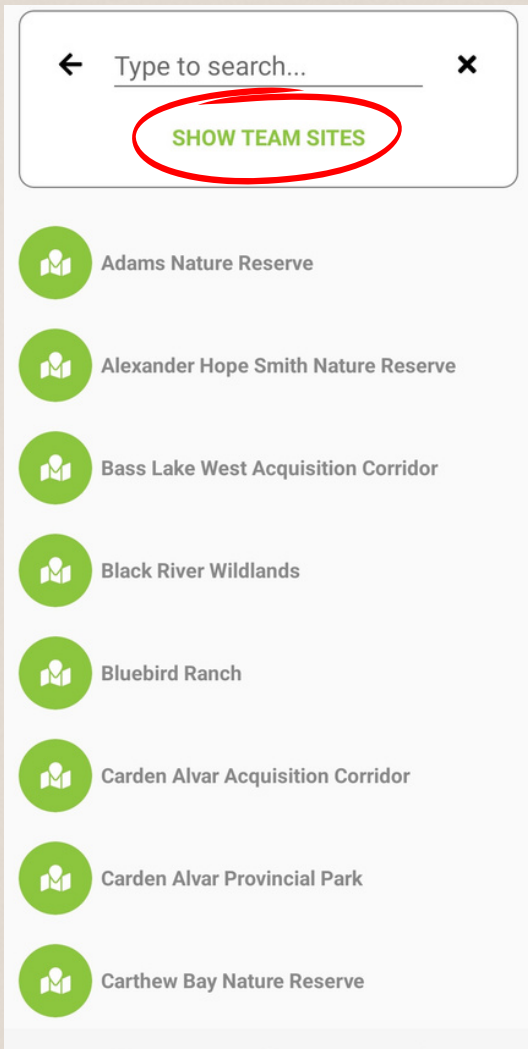 Type to search...
SHOW TEAM SITES
Adams Nature Reserve
Alexander Hope Smith Nature Reserve
Bass Lake West Acquisition Corridor
Black River Wildlands
Bluebird Ranch
Carden Alvar Acquisition Corridor
Carden Alvar Provincial Park
Carthew Bay Nature Reserve